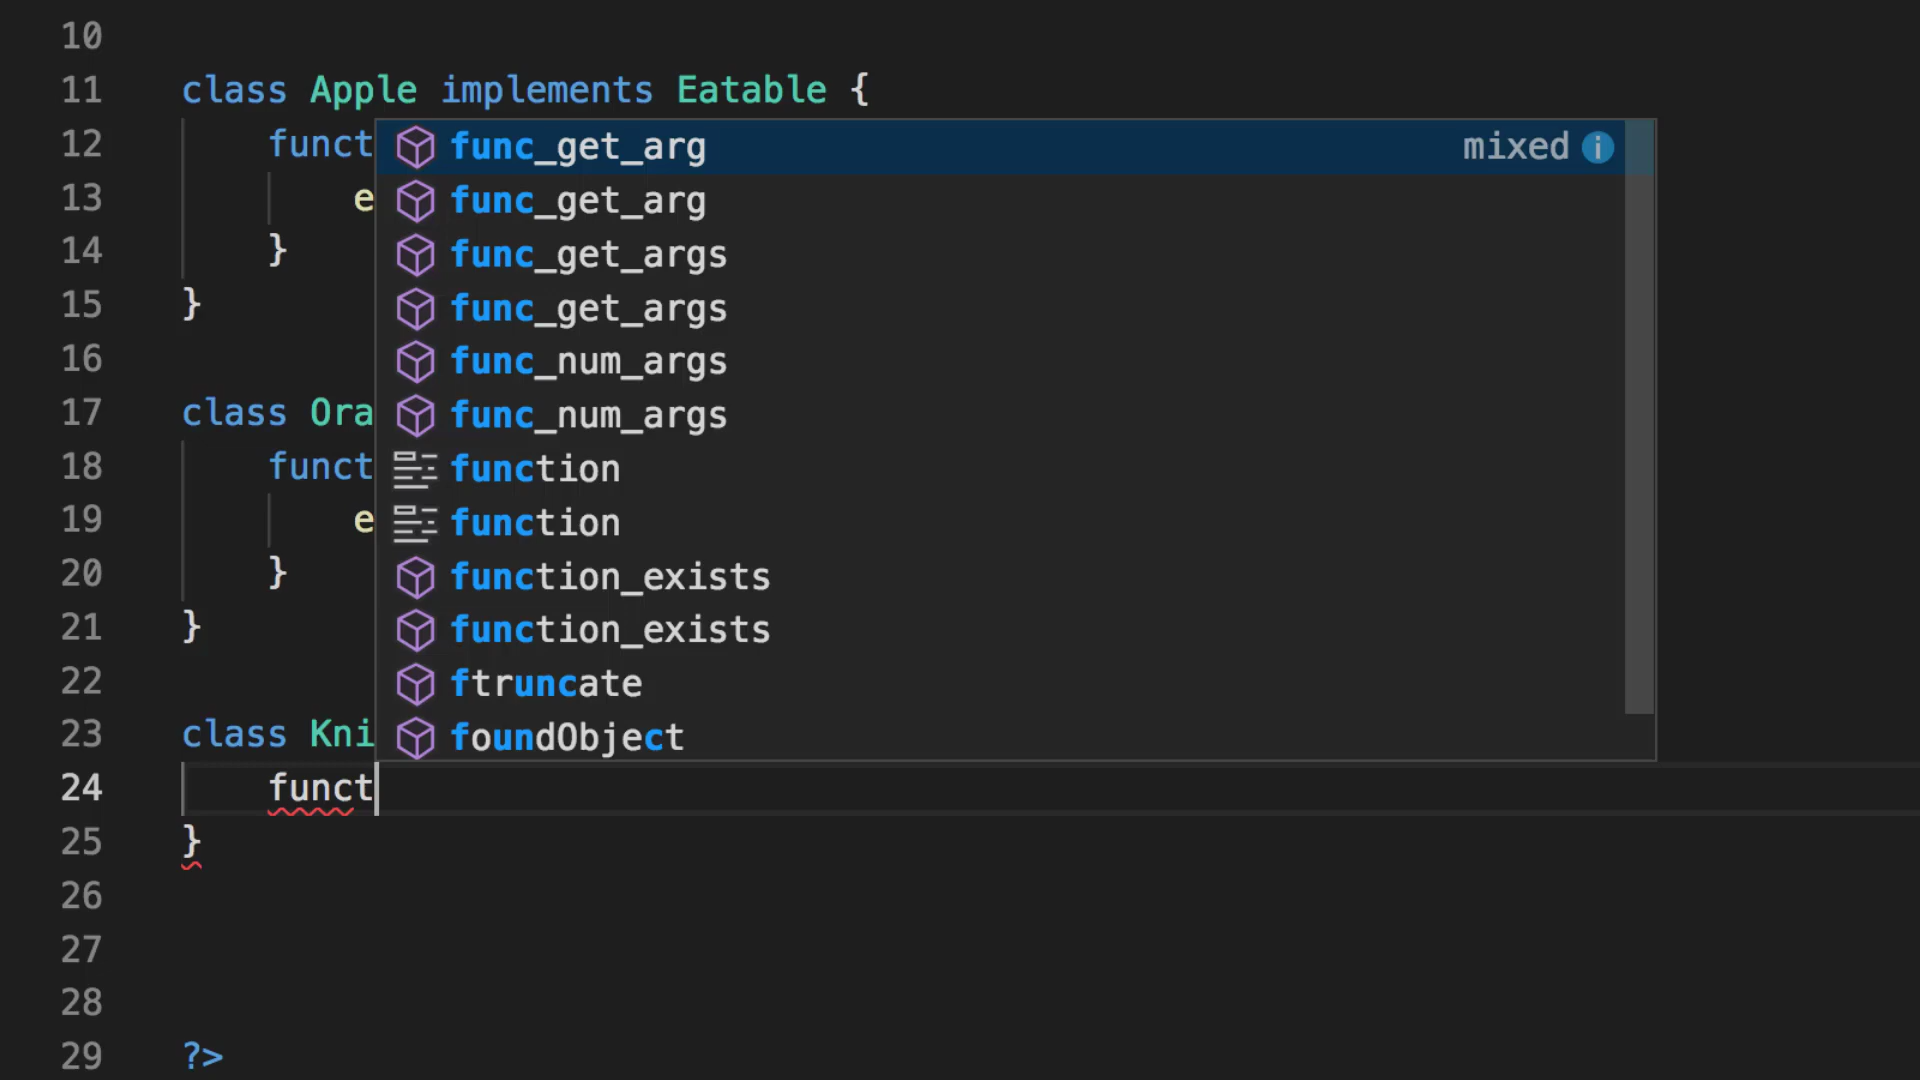 10
11 class Apple implements Eatable {
12 funct
13 e
14 }
15 }
16
17 class Ora
18 funct
19 e
20 }
21 }
22
23 class Kni
24 funct
25 }
26
27
28
29 ?>
func_get_arg mixed i
func_get_arg
func_get_args
func_get_args
func_num_args
func_num_args
function
function
function_exists
function_exists
ftruncate
foundObject